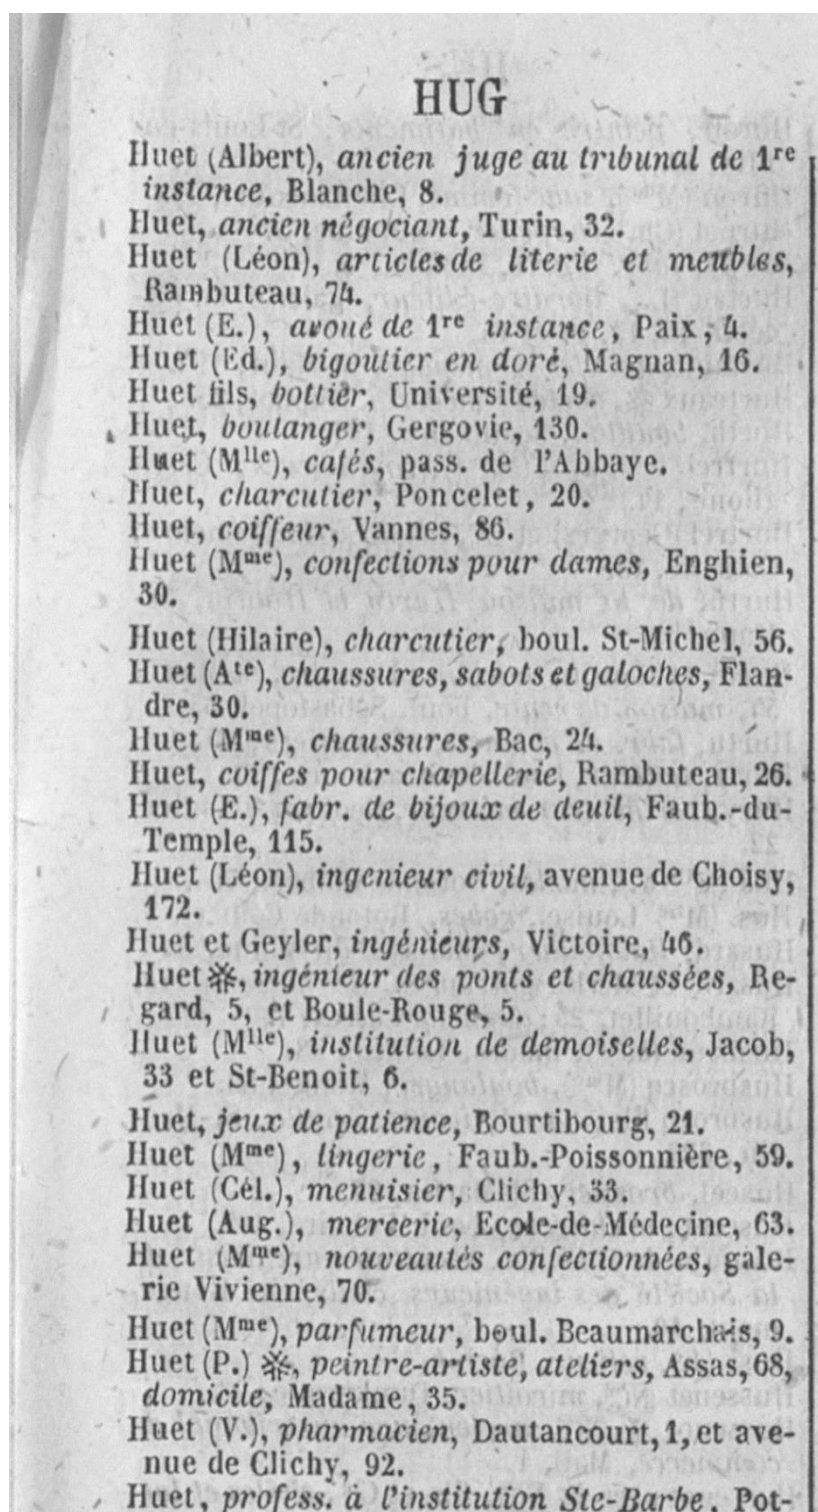 HUG
Huet (Albert), ancien juge au tribunal de 1re
instance, Blanche, 8.
Huet, ancien négociant, Turin, 32.
Huet (Léon), articles de literie et meubles,
Rambuteau, 74.
Huet (E.), avoué de 1re instance, Paix, 4.
Huet (Ed.), bigoutier en doré, Magnan, 16.
Huet fils, bottier, Université, 19.
Huet, boulanger, Gergovie, 130.
Huet (Mlle), cafés, pass. de l'Abbaye.
Huet, charcutier, Poncelet, 20.
Huet, coiffeur, Vannes, 86.
Huet (Mme), confections pour dames, Enghien,
30.
Huet (Hilaire), charcutier, boul. St-Michel, 56.
Huet (Ate), chaussures, sabots et galoches, Flan-
dre, 30.
Huet (Mme), chaussures, Bac, 24.
Huet, coiffes pour chapellerie, Rambuteau, 26.
Huet (E.), fabr. de bijoux de deuil, Faub.-du-
Temple, 115.
Huet (Léon), ingenieur civil, avenue de Choisy,
172.
Huet et Geyler, ingénieurs, Victoire, 46.
Huet ※, ingénieur des ponts et chaussées, Re-
gard, 5, et Boule-Rouge, 5.
Huet (Mlle), institution de demoiselles, Jacob,
33 et St-Benoit, 6.
Huet, jeux de patience, Bourtibourg, 21.
Huet (Mme), lingerie, Faub.-Poissonnière, 59.
Huet (Cél.), menuisier, Clichy, 33.
Huet (Aug.), mercerie, Ecole-de-Médecine, 63.
Huet (Mme), nouveautés confectionnées, gale-
rie Vivienne, 70.
Huet (Mme), parfumeur, boul. Beaumarchais, 9.
Huet (P.) ※, peintre-artiste, ateliers, Assas, 68,
domicile, Madame, 35.
Huet (V.), pharmacien, Dautancourt, 1, et ave-
nue de Clichy, 92.
Huet, profess. à l'institution Ste-Barbe, Pot-